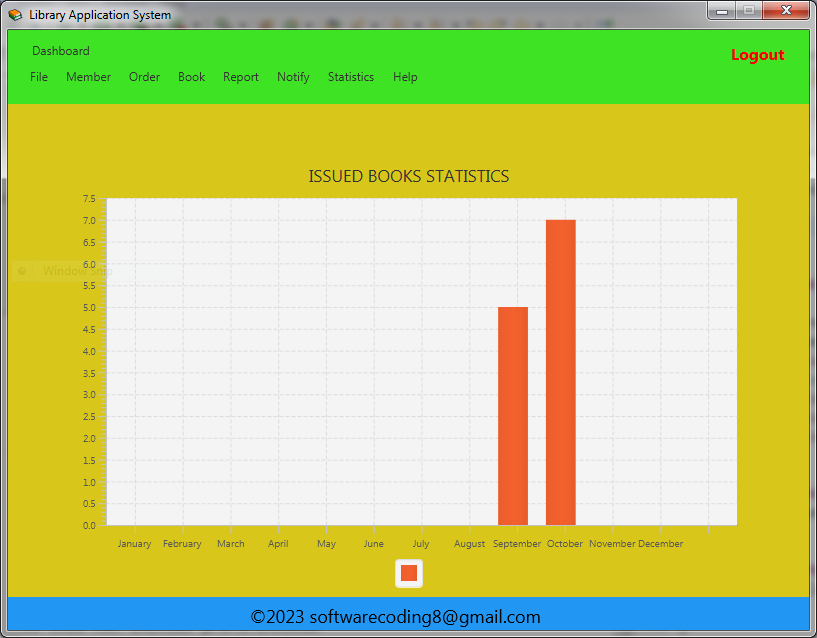 Library Application System
Dashboard
Logout
File Member Order Book Report Notify Statistics Help
ISSUED BOOKS STATISTICS
7.5
7.0
6.5
6.0
Window Snip
5.5
5.0
4.5
4.0
3.5
3.0
2.5
2.0
1.5
1.0
0.5
0.0
January February March April May June July August September October November December
©2023 softwarecoding8@gmail.com